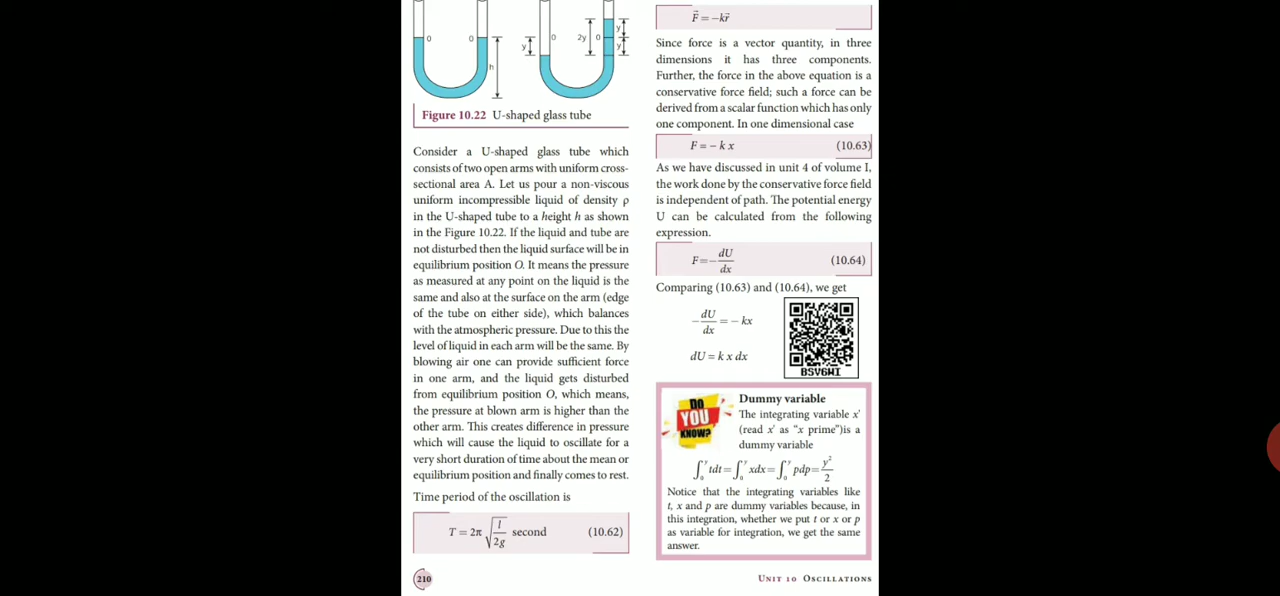 O
O
h
y
O
2y
O
y
y
Figure 10.22 U-shaped glass tube
Consider a U-shaped glass tube which
consists of two open arms with uniform cross-
sectional area A. Let us pour a non-viscous
uniform incompressible liquid of density ρ
in the U-shaped tube to a height h as shown
in the Figure 10.22. If the liquid and tube are
not disturbed then the liquid surface will be in
equilibrium position O. It means the pressure
as measured at any point on the liquid is the
same and also at the surface on the arm (edge
of the tube on either side), which balances
with the atmospheric pressure. Due to this the
level of liquid in each arm will be the same. By
blowing air one can provide sufficient force
in one arm, and the liquid gets disturbed
from equilibrium position O, which means,
the pressure at blown arm is higher than the
other arm. This creates difference in pressure
which will cause the liquid to oscillate for a
very short duration of time about the mean or
equilibrium position and finally comes to rest.
Time period of the oscillation is
T = 2π √(l/2g) second (10.62)
210
F⃗ = −kr⃗
Since force is a vector quantity, in three
dimensions it has three components.
Further, the force in the above equation is a
conservative force field; such a force can be
derived from a scalar function which has only
one component. In one dimensional case
F = − k x (10.63)
As we have discussed in unit 4 of volume I,
the work done by the conservative force field
is independent of path. The potential energy
U can be calculated from the following
expression.
F = − dU/dx (10.64)
Comparing (10.63) and (10.64), we get
− dU/dx = − kx
dU = k x dx
BSV6WI
DO
YOU
KNOW?
Dummy variable
The integrating variable x'
(read x' as "x prime")is a
dummy variable
∫₀ʸ tdt = ∫₀ʸ xdx = ∫₀ʸ pdp = y²/2
Notice that the integrating variables like
t, x and p are dummy variables because, in
this integration, whether we put t or x or p
as variable for integration, we get the same
answer.
UNIT 10 OSCILLATIONS